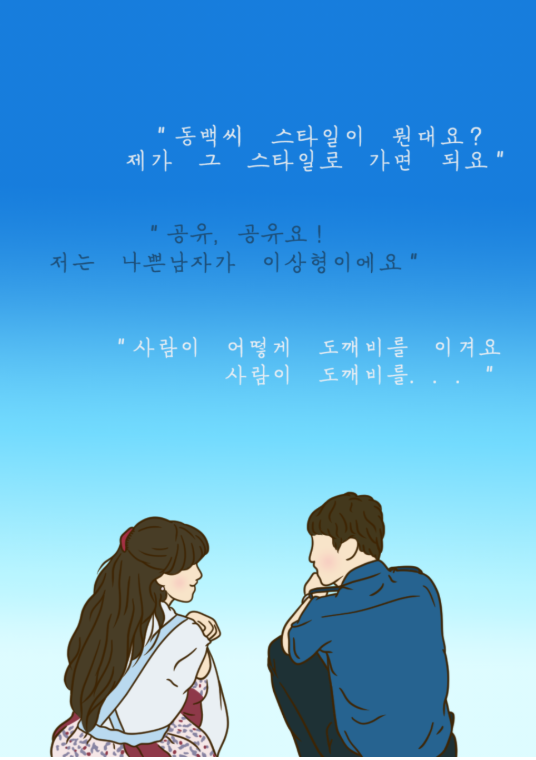 " 동백씨 스타일이 뭔대요?
제가 그 스타일로 가면 되요 "
" 공유, 공유요!
저는 나쁜남자가 이상형이에요 "
" 사람이 어떻게 도깨비를 이겨요
사람이 도깨비를. . . "